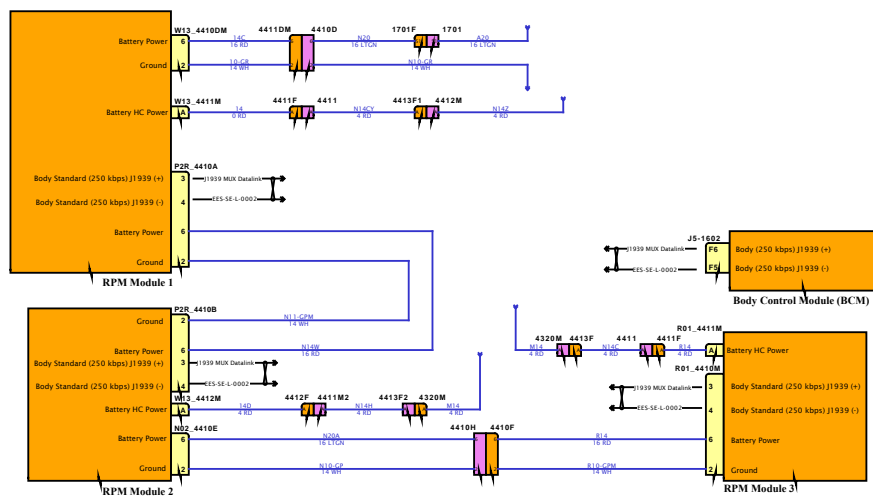 W13_4410DM 4411DM 4410D 1701F 1701
Battery Power 6 14C N20 A20
16 RD 16 LTGN 16 LTGN
Ground 2 10-GR N10-GR
14 WH 14 WH
W13_4411M 4411F 4411 4413F1 4412M
Battery HC Power A 14 N14CY N14Z
0 RD 4 RD 4 RD
P2R_4410A
Body Standard (250 kbps) J1939 (+) 3 J1939 MUX Datalink
Body Standard (250 kbps) J1939 (-) 4 EES-SE-L-0002
Battery Power 6
Ground 2
RPM Module 1
J5-1602
J1939 MUX Datalink F6 Body (250 kbps) J1939 (+)
EES-SE-L-0002 F5 Body (250 kbps) J1939 (-)
Body Control Module (BCM)
P2R_4410B
Ground 2 N11-GPM
14 WH
Battery Power 6 N14W
16 RD
Body Standard (250 kbps) J1939 (+) 3 J1939 MUX Datalink
Body Standard (250 kbps) J1939 (-) 4 EES-SE-L-0002
W13_4412M 4412F 4411M2 4413F2 4320M
Battery HC Power A 14D N14H M14
4 RD 4 RD 4 RD
N02_4410E 4410H 4410F
Battery Power 6 N20A 6 6 R14 6
16 LTGN 16 RD
Ground 2 N10-GP R10-GPM 2
14 WH 14 WH
RPM Module 2
4320M 4413F 4411 4411F R01_4411M
M14 N14C R14 A Battery HC Power
4 RD 4 RD 4 RD
R01_4410M
J1939 MUX Datalink 3 Body Standard (250 kbps) J1939 (+)
EES-SE-L-0002 4 Body Standard (250 kbps) J1939 (-)
Battery Power
Ground
RPM Module 3